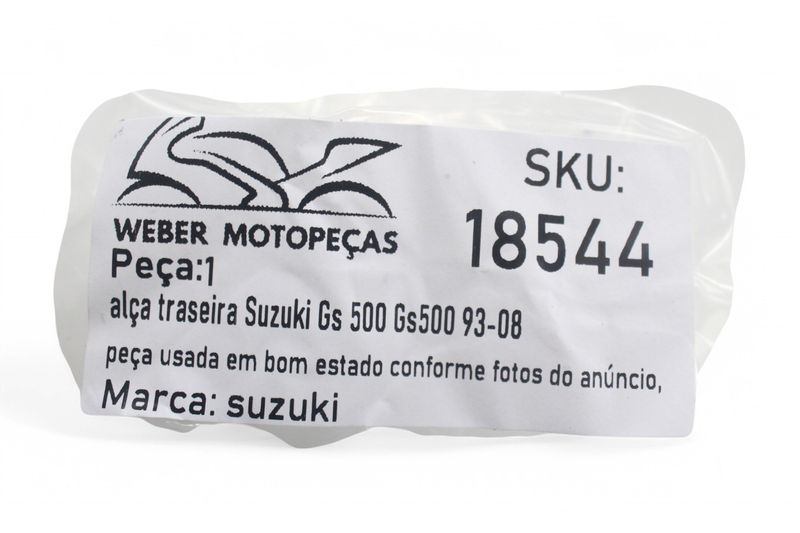 WEBER MOTOPEÇAS
SKU:
18544
Peça:1
alça traseira Suzuki Gs 500 Gs500 93-08
peça usada em bom estado conforme fotos do anúncio,
Marca: suzuki